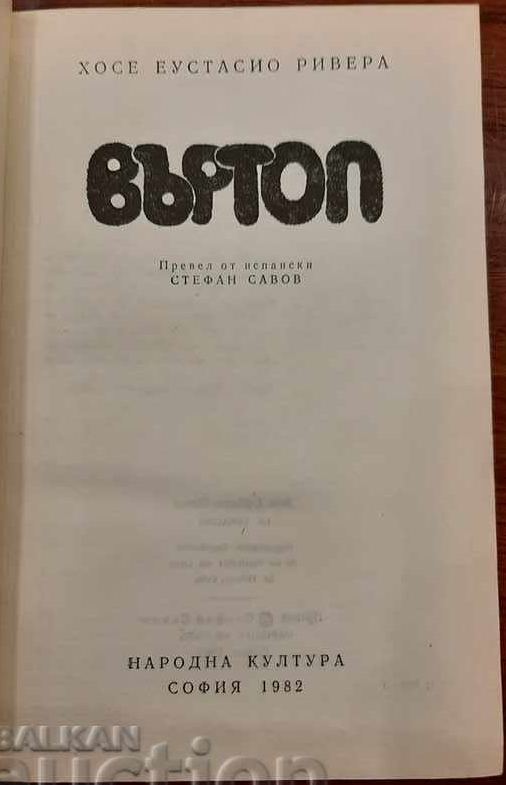 ХОСЕ ЕУСТАСИО РИВЕРА
ВЪРТОП
Превел от испански
СТЕФАН САВОВ
НАРОДНА КУЛТУРА
СОФИЯ 1982
BALKAN
auction